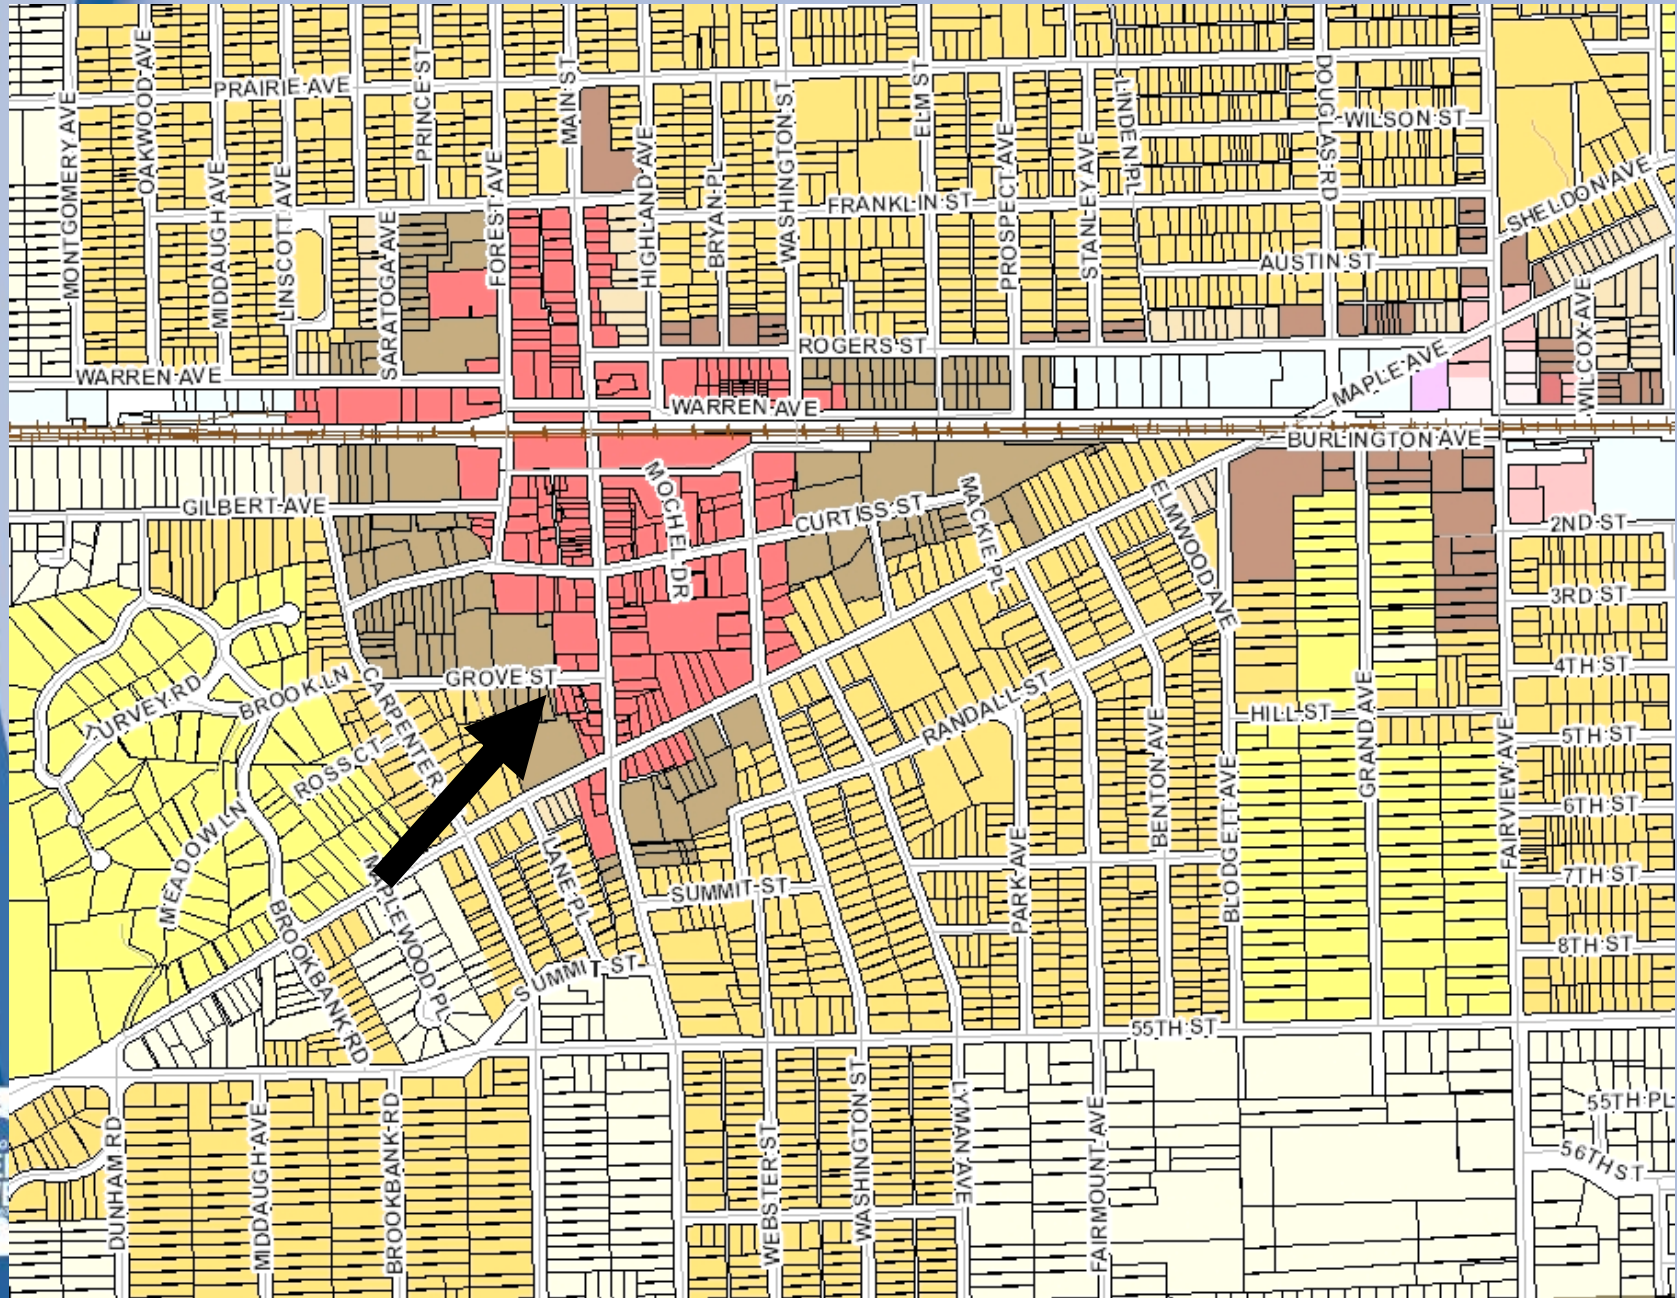 PRAIRIE AVE
MONTGOMERY AVE
OAKWOOD AVE
MIDDAUGH AVE
LINSCOTT AVE
PRINCE ST
SARATOGA AVE
FOREST AVE
MAIN ST
HIGHLAND AVE
BRYAN PL
WASHINGTON ST
ELM ST
PROSPECT AVE
STANLEY AVE
LINDEN PL
DOUGLAS RD
WILSON ST
FRANKLIN ST
AUSTIN ST
SHELDON AVE
WILCOX AVE
ROGERS ST
WARREN AVE
WARREN AVE
MAPLE AVE
BURLINGTON AVE
GILBERT AVE
MOCHEL DR
CURTISS ST
MACKIE PL
ELMWOOD AVE
2ND ST
3RD ST
4TH ST
5TH ST
6TH ST
7TH ST
8TH ST
GROVE ST
TURVEY RD
BROOK LN
CARPENTER
ROSS CT
MEADOW LN
RANDALL ST
HILL ST
GRAND AVE
FAIRVIEW AVE
BENTON AVE
BLODGETT AVE
PARK AVE
LANE PL
MAPLEWOOD PL
BROOKBANK RD
SUMMIT ST
SUMMIT ST
55TH ST
DUNHAM RD
MIDDAUGH AVE
BROOKBANK RD
WEBSTER ST
WASHINGTON ST
LYMAN AVE
FAIRMOUNT AVE
55TH PL
56TH ST